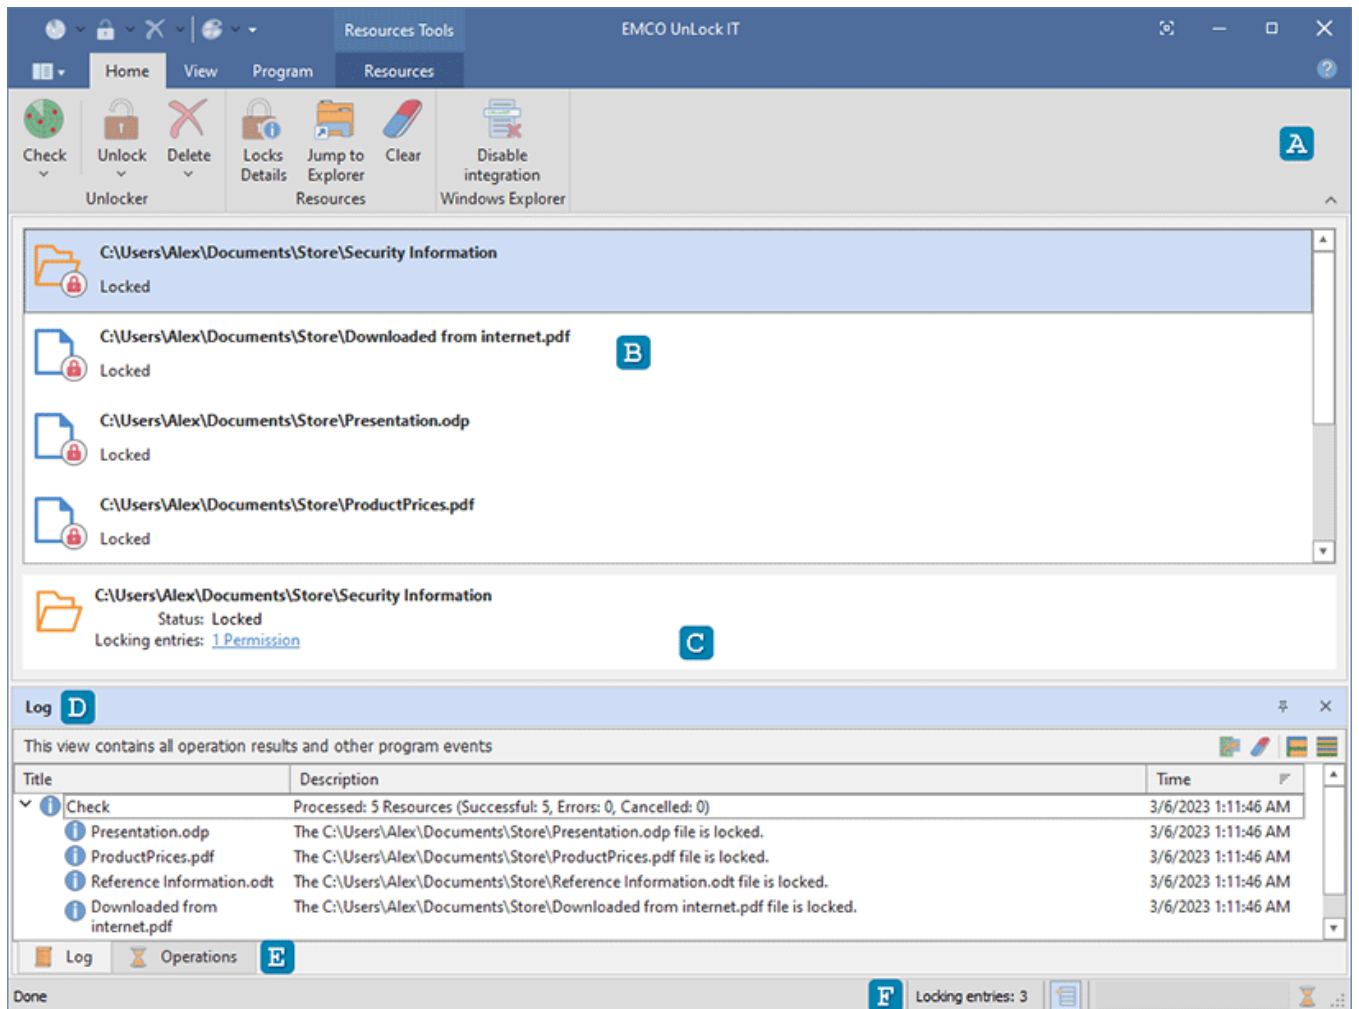 Resources Tools
EMCO UnLock IT
Home View Program Resources
Check Unlock Delete Locks Details Jump to Explorer Clear Disable integration
Unlocker Resources Windows Explorer
A
C:\Users\Alex\Documents\Store\Security Information
Locked
C:\Users\Alex\Documents\Store\Downloaded from internet.pdf
B
Locked
C:\Users\Alex\Documents\Store\Presentation.odp
Locked
C:\Users\Alex\Documents\Store\ProductPrices.pdf
Locked
C:\Users\Alex\Documents\Store\Security Information
Status: Locked
Locking entries: 1 Permission
C
Log D
This view contains all operation results and other program events
Title Description Time
Check Processed: 5 Resources (Successful: 5, Errors: 0, Cancelled: 0) 3/6/2023 1:11:46 AM
Presentation.odp The C:\Users\Alex\Documents\Store\Presentation.odp file is locked. 3/6/2023 1:11:46 AM
ProductPrices.pdf The C:\Users\Alex\Documents\Store\ProductPrices.pdf file is locked. 3/6/2023 1:11:46 AM
Reference Information.odt The C:\Users\Alex\Documents\Store\Reference Information.odt file is locked. 3/6/2023 1:11:46 AM
Downloaded from The C:\Users\Alex\Documents\Store\Downloaded from internet.pdf file is locked. 3/6/2023 1:11:46 AM
internet.pdf
Log Operations E
Done F Locking entries: 3